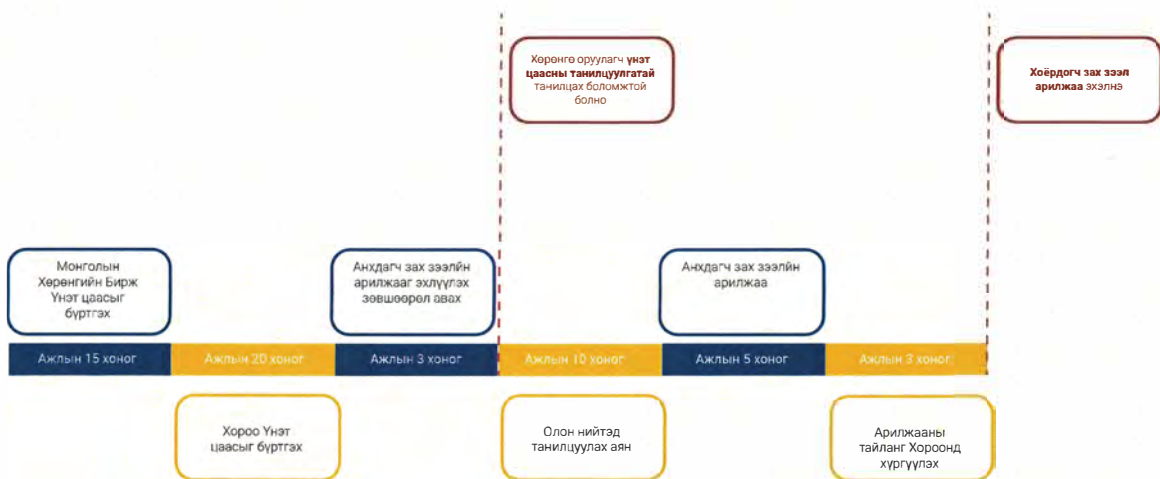 Хөрөнгө оруулагч үнэт
цаасны танилцуулгатай
танилцах боломжтой
болно
Хоёрдогч зах зээл
арилжаа эхэлнэ
Монголын
Хөрөнгийн Бирж
Үнэт цаасыг
бүртгэх
Анхдагч зах зээлйн
арилжааг эхлүүлэх
зөвшөөрөл авах
Анхдагч зах зээлйн
арилжаа
Ажлын 15 хоног
Ажлын 20 хоног
Ажлын 3 хоног
Ажлын 10 хоног
Ажлын 5 хоног
Ажлын 3 хоног
Хороо Үнэт
цаасыг бүртгэх
Олон нийтэд
танилцуулах аян
Арилжааны
тайланг Хороонд
хүргүүлэх